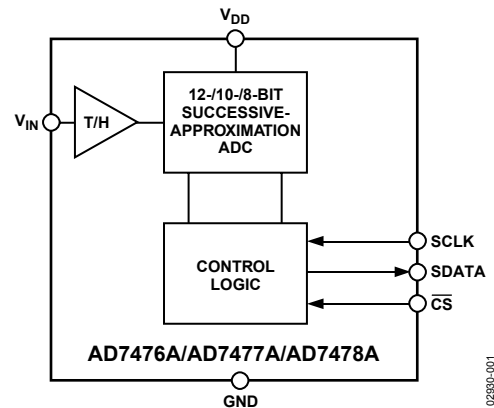 VDD
12-/10-/8-BIT
SUCCESSIVE-
APPROXIMATION
ADC
VIN
T/H
CONTROL
LOGIC
SCLK
SDATA
CS
AD7476A/AD7477A/AD7478A
GND
02930-001